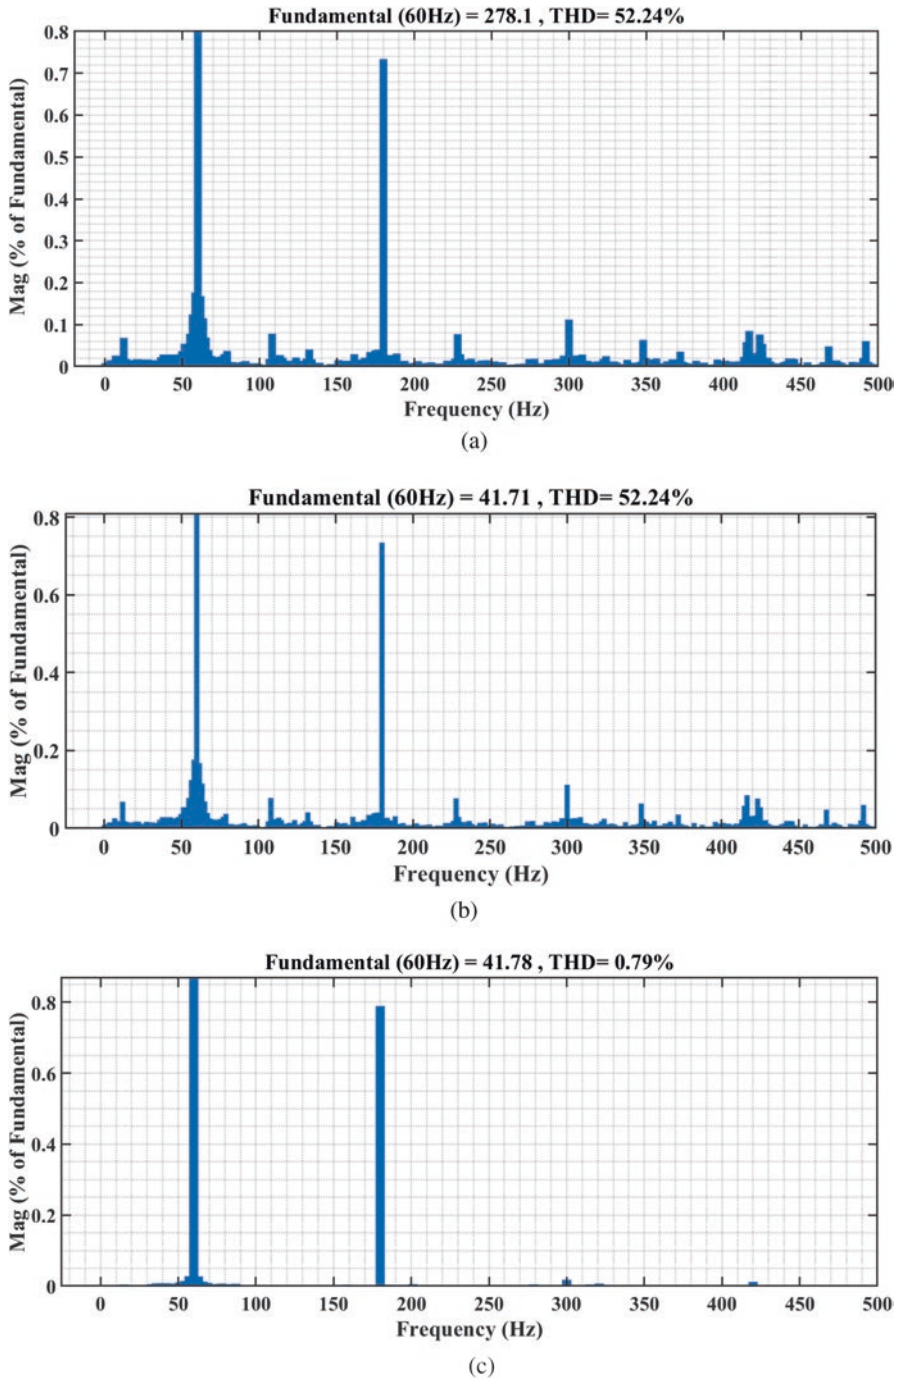 Fundamental (60Hz) = 278.1 , THD= 52.24%
0.8
0.7
0.6
0.5
0.4
0.3
0.2
0.1
0
Mag (% of Fundamental)
0 50 100 150 200 250 300 350 400 450 500
Frequency (Hz)
(a)
Fundamental (60Hz) = 41.71 , THD= 52.24%
0.8
0.6
0.4
0.2
0
Mag (% of Fundamental)
0 50 100 150 200 250 300 350 400 450 500
Frequency (Hz)
(b)
Fundamental (60Hz) = 41.78 , THD= 0.79%
0.8
0.6
0.4
0.2
0
Mag (% of Fundamental)
0 50 100 150 200 250 300 350 400 450 500
Frequency (Hz)
(c)